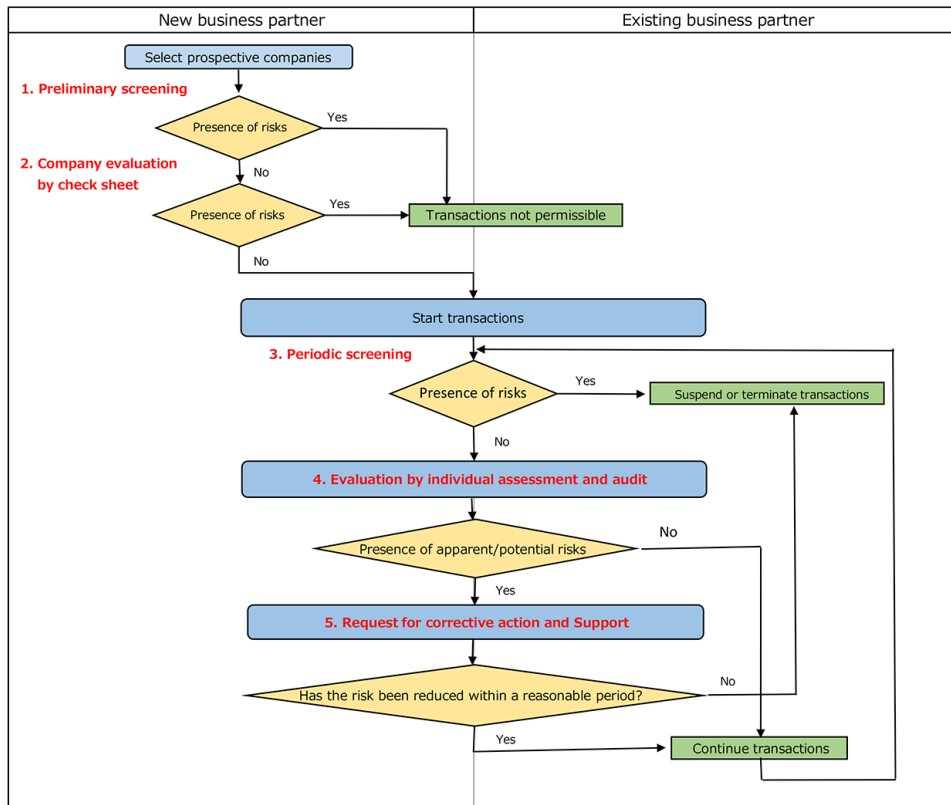 New business partner
Existing business partner
Select prospective companies
1. Preliminary screening
Presence of risks
Yes
2. Company evaluation
by check sheet
No
Presence of risks
Yes
Transactions not permissible
No
Start transactions
3. Periodic screening
Presence of risks
Yes
Suspend or terminate transactions
No
4. Evaluation by individual assessment and audit
Presence of apparent/potential risks
No
Yes
5. Request for corrective action and Support
Has the risk been reduced within a reasonable period?
No
Yes
Continue transactions